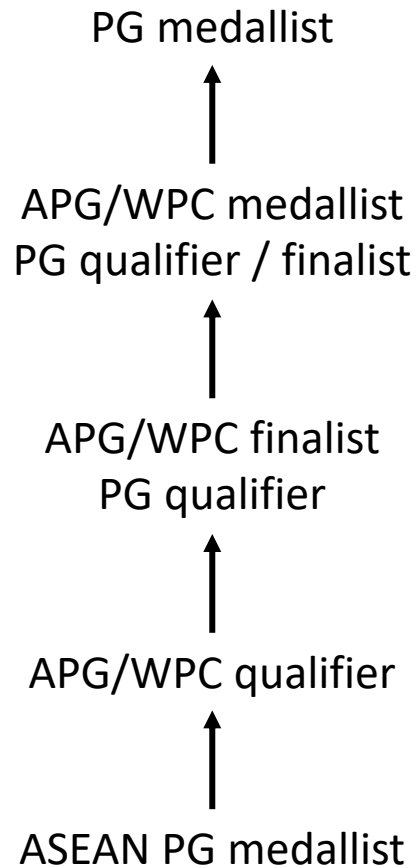 PG medallist
APG/WPC medallist
PG qualifier / finalist
APG/WPC finalist
PG qualifier
APG/WPC qualifier
ASEAN PG medallist